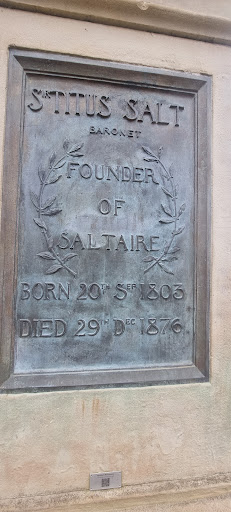 SR TITUS SALT
BARONET
FOUNDER
OF
SALTAIRE
BORN 20TH SEP 1803
DIED 29TH DEC 1876.